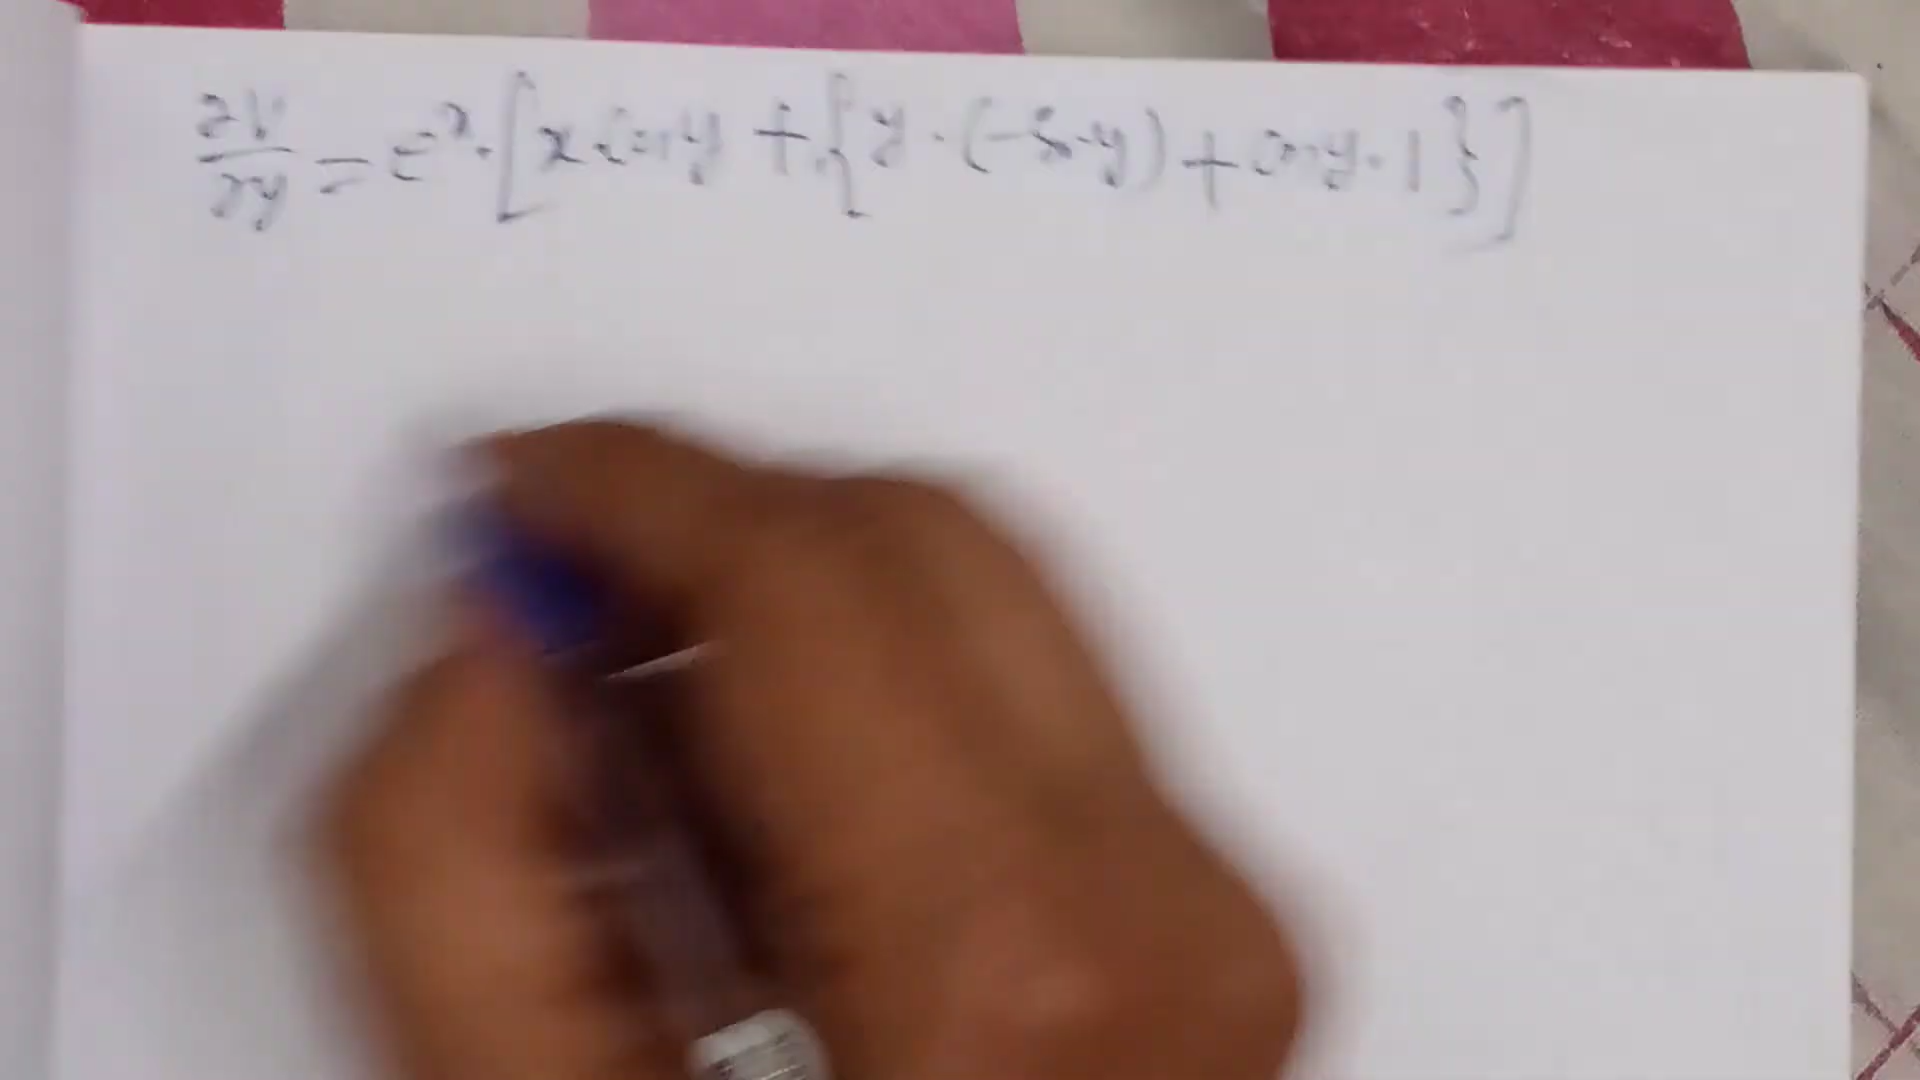 ∂V/∂y = e^x · [x cos y + {y · (-sin y) + cos y · 1}]